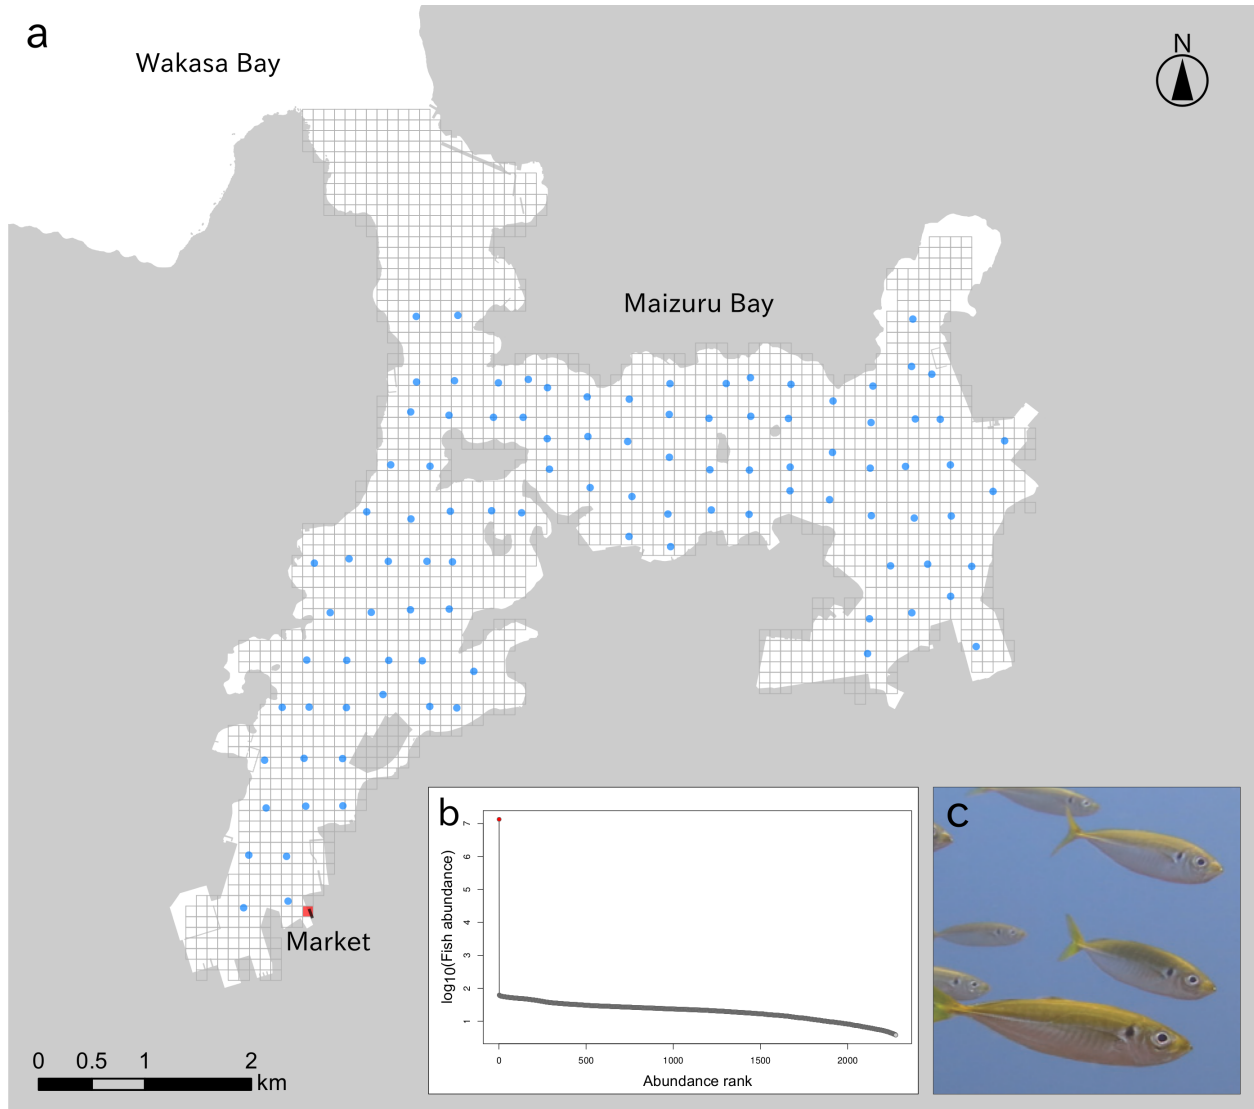 a
Wakasa Bay
N
Maizuru Bay
Market
0 0.5 1 2 km
b
log10(Fish abundance)
7
6
5
4
3
2
1
0 500 1000 1500 2000
Abundance rank
c